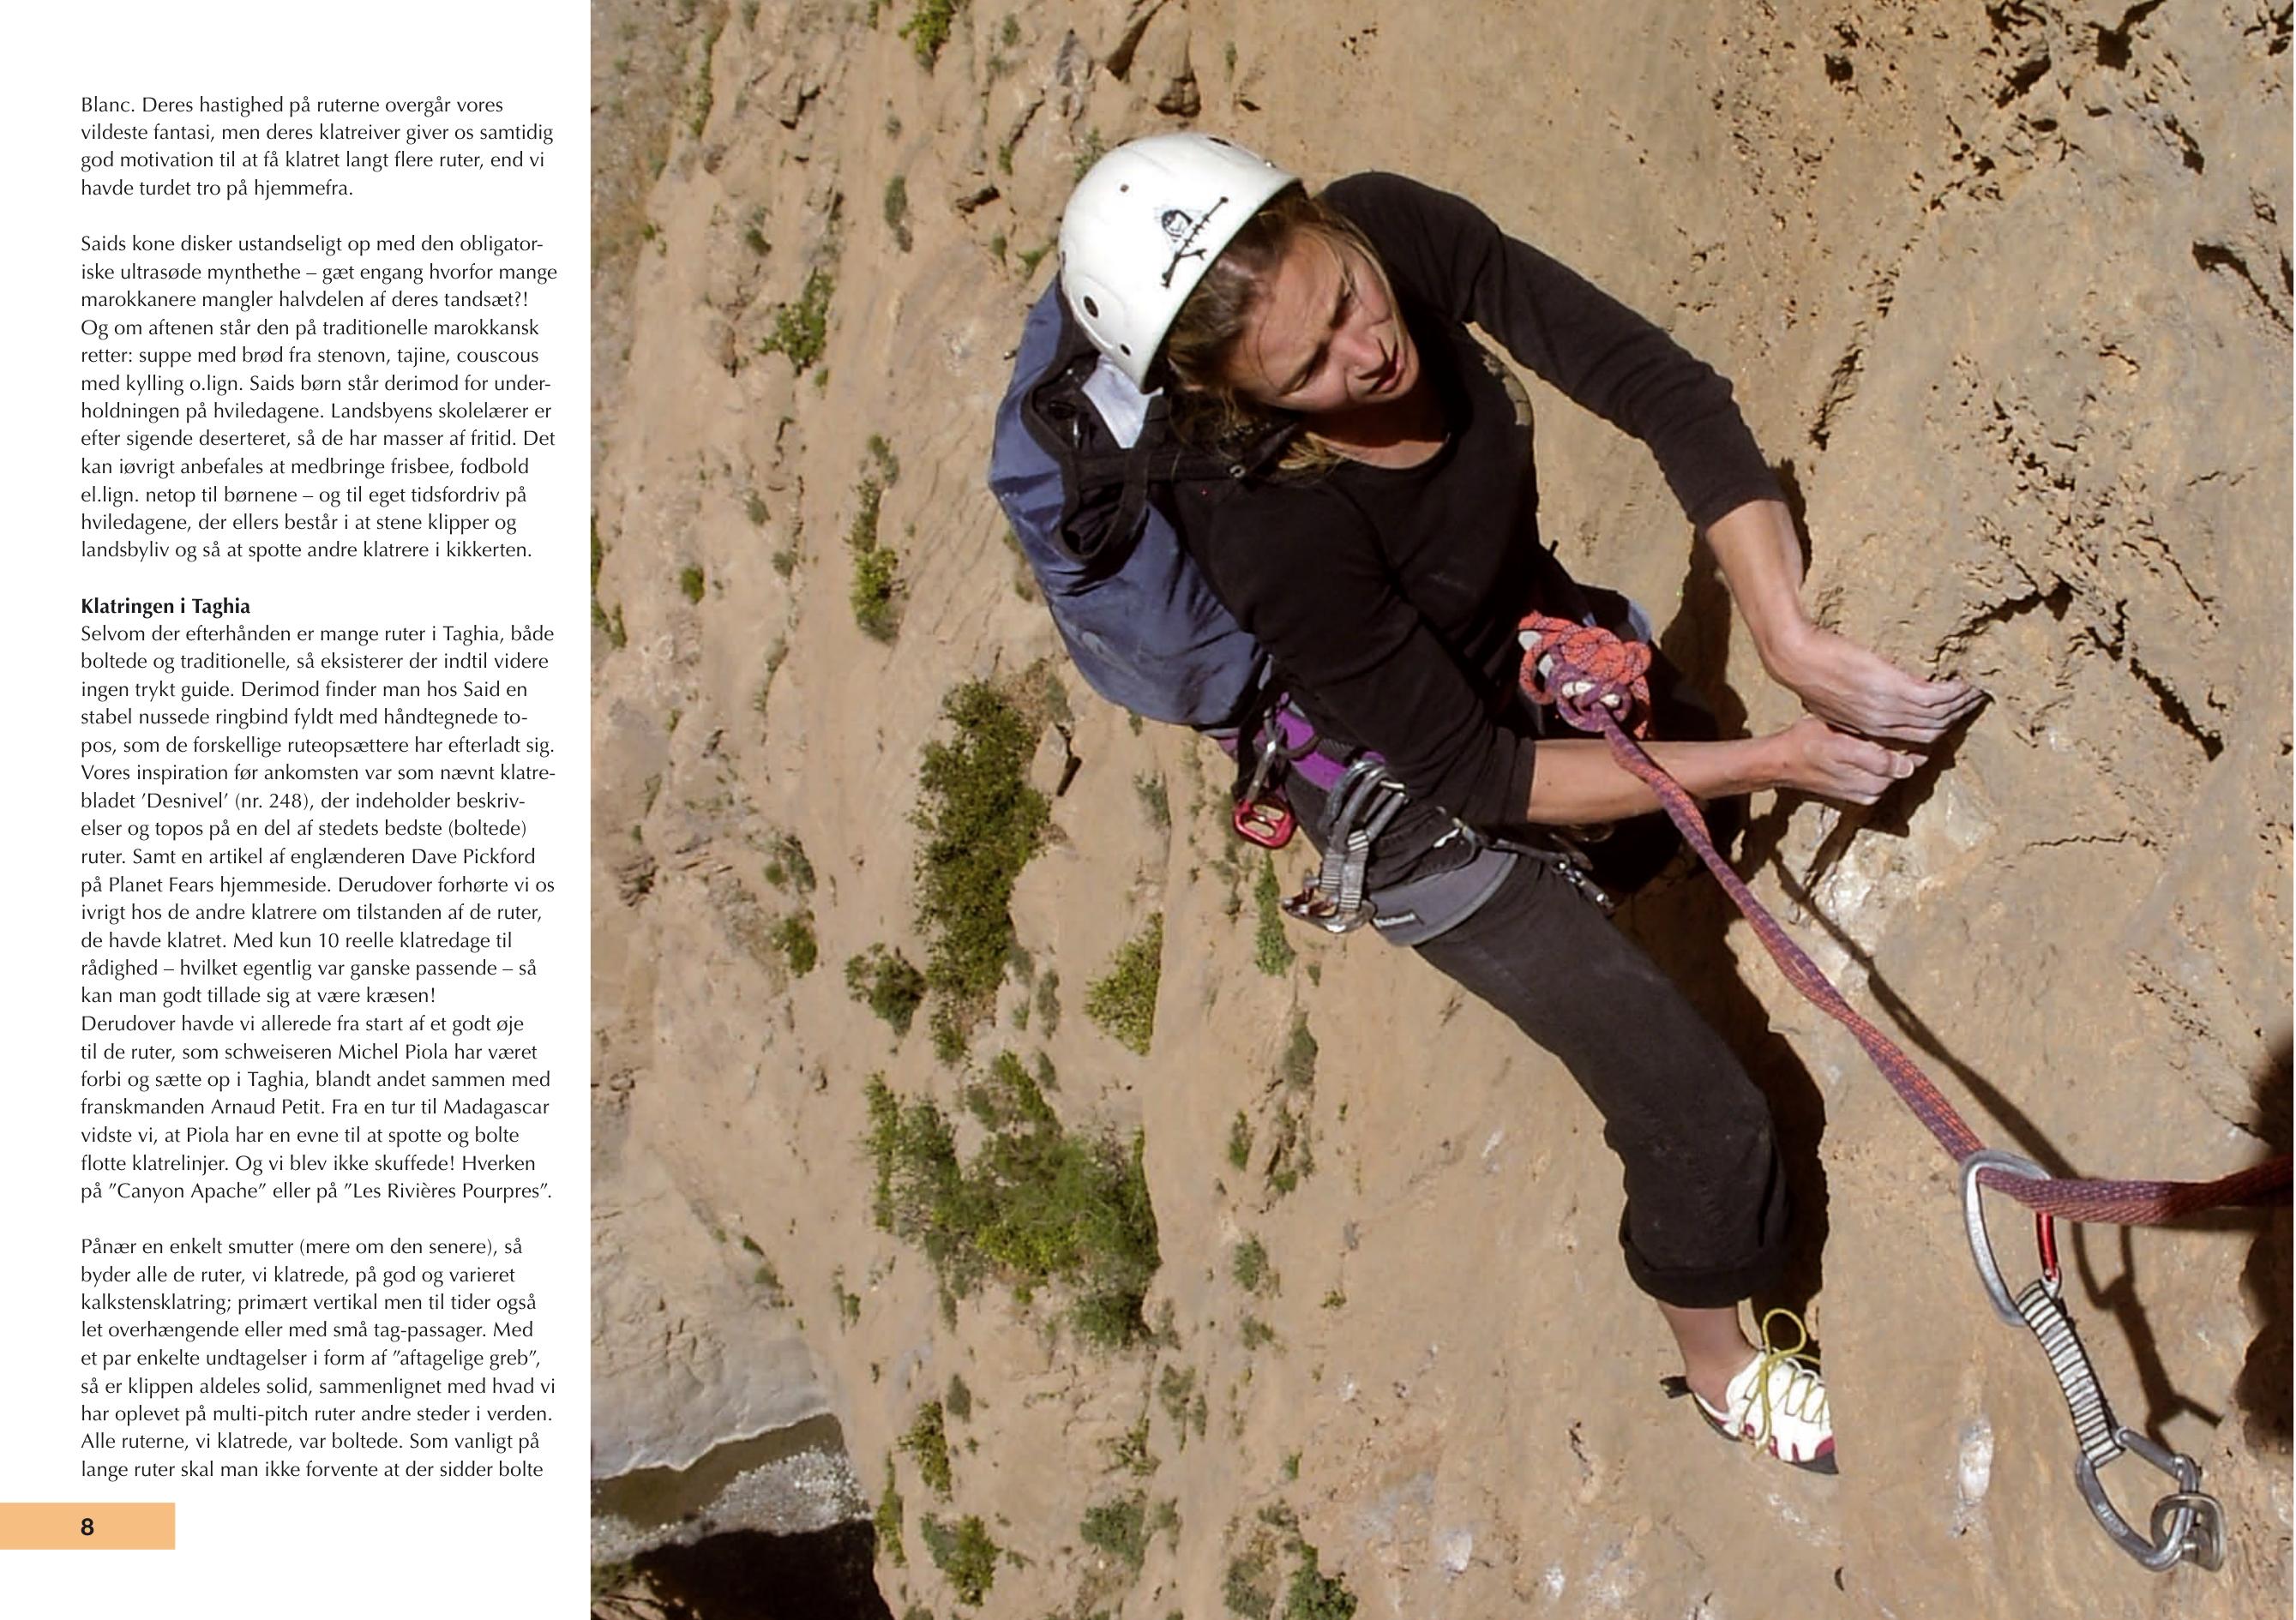 Blanc. Deres hastighed på ruterne overgår vores
vildeste fantasi, men deres klatreiver giver os samtidig
god motivation til at få klatret langt flere ruter, end vi
havde turdet tro på hjemmefra.
Saids kone disker ustandseligt op med den obligator-
iske ultrasøde mynthethe – gæt engang hvorfor mange
marokkanere mangler halvdelen af deres tandsæt?!
Og om aftenen står den på traditionelle marokkansk
retter: suppe med brød fra stenovn, tajine, couscous
med kylling o.lign. Saids børn står derimod for under-
holdningen på hviledagene. Landsbyens skolelærer er
efter sigende deserteret, så de har masser af fritid. Det
kan iøvrigt anbefales at medbringe frisbee, fodbold
el.lign. netop til børnene – og til eget tidsfordriv på
hviledagene, der ellers består i at stene klipper og
landsbyliv og så at spotte andre klatrere i kikkerten.
Klatringen i Taghia
Selvom der efterhånden er mange ruter i Taghia, både
boltede og traditionelle, så eksisterer der indtil videre
ingen trykt guide. Derimod finder man hos Said en
stabel nussede ringbind fyldt med håndtegnede to-
pos, som de forskellige ruteopsættere har efterladt sig.
Vores inspiration før ankomsten var som nævnt klatre-
bladet ’Desnivel’ (nr. 248), der indeholder beskriv-
elser og topos på en del af stedets bedste (boltede)
ruter. Samt en artikel af englænderen Dave Pickford
på Planet Fears hjemmeside. Derudover forhørte vi os
ivrigt hos de andre klatrere om tilstanden af de ruter,
de havde klatret. Med kun 10 reelle klatredage til
rådighed – hvilket egentlig var ganske passende – så
kan man godt tillade sig at være kræsen!
Derudover havde vi allerede fra start af et godt øje
til de ruter, som schweiseren Michel Piola har været
forbi og sætte op i Taghia, blandt andet sammen med
franskmanden Arnaud Petit. Fra en tur til Madagascar
vidste vi, at Piola har en evne til at spotte og bolte
flotte klatrelinjer. Og vi blev ikke skuffede! Hverken
på ”Canyon Apache” eller på ”Les Rivières Pourpres”.
Pånær en enkelt smutter (mere om den senere), så
byder alle de ruter, vi klatrede, på god og varieret
kalkstensklatring; primært vertikal men til tider også
let overhængende eller med små tag-passager. Med
et par enkelte undtagelser i form af ”aftagelige greb”,
så er klippen aldeles solid, sammenlignet med hvad vi
har oplevet på multi-pitch ruter andre steder i verden.
Alle ruterne, vi klatrede, var boltede. Som vanligt på
lange ruter skal man ikke forvente at der sidder bolte
8